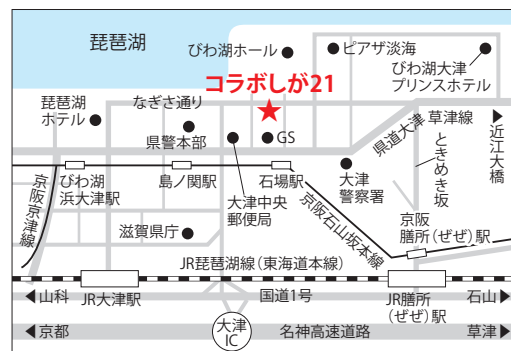 琵琶湖
びわ湖ホール
ピアザ淡海
びわ湖大津
プリンスホテル
コラボしが21
琵琶湖
ホテル
なぎさ通り
県警本部
GS
県道大津
草津線
近江大橋
ときめき坂
びわ湖
浜大津駅
島ノ関駅
大津中央
郵便局
石場駅
大津
警察署
京阪京津線
京阪石山坂本線
京阪
膳所（ぜぜ）駅
滋賀県庁
JR琵琶湖線（東海道本線）
山科
JR大津駅
国道1号
JR膳所
（ぜぜ）駅
石山
京都
大津
IC
名神高速道路
草津